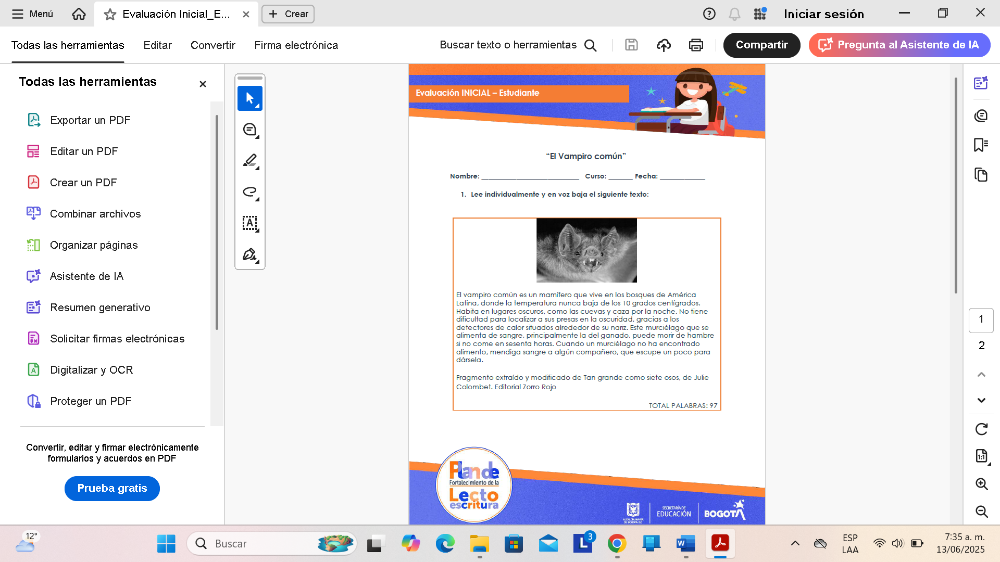 Menú
Evaluación Inicial_E...
Crear
Iniciar sesión
Todas las herramientas
Editar
Convertir
Firma electrónica
Buscar texto o herramientas
Compartir
Pregunta al Asistente de IA
Todas las herramientas
Exportar un PDF
Editar un PDF
Crear un PDF
Combinar archivos
Organizar páginas
Asistente de IA
Resumen generativo
Solicitar firmas electrónicas
Digitalizar y OCR
Proteger un PDF
Convertir, editar y firmar electrónicamente
formularios y acuerdos en PDF
Prueba gratis
Evaluación INICIAL – Estudiante
“El Vampiro común”
Nombre: __________________________ Curso: ______ Fecha: ____________
1. Lee individualmente y en voz baja el siguiente texto:
El vampiro común es un mamífero que vive en los bosques de América
Latina, donde la temperatura nunca baja de los 10 grados centígrados.
Habita en lugares oscuros, como las cuevas y caza por la noche. No tiene
dificultad para localizar a sus presas en la oscuridad, gracias a los
detectores de calor situados alrededor de su nariz. Este murciélago que se
alimenta de sangre, principalmente la del ganado, puede morir de hambre
si no come en sesenta horas. Cuando un murciélago no ha encontrado
alimento, mendiga sangre a algún compañero, que escupe un poco para
dársela.
Fragmento extraído y modificado de Tan grande como siete osos, de Julie
Colombet. Editorial Zorro Rojo
TOTAL PALABRAS: 97
Plan de
Fortalecimiento de la
Lecto
escritura
ALCALDÍA MAYOR
DE BOGOTÁ D.C.
SECRETARÍA DE
EDUCACIÓN
BOGOTÁ
1
2
1:1
12°
Buscar
3
ESP
LAA
7:35 a. m.
13/06/2025